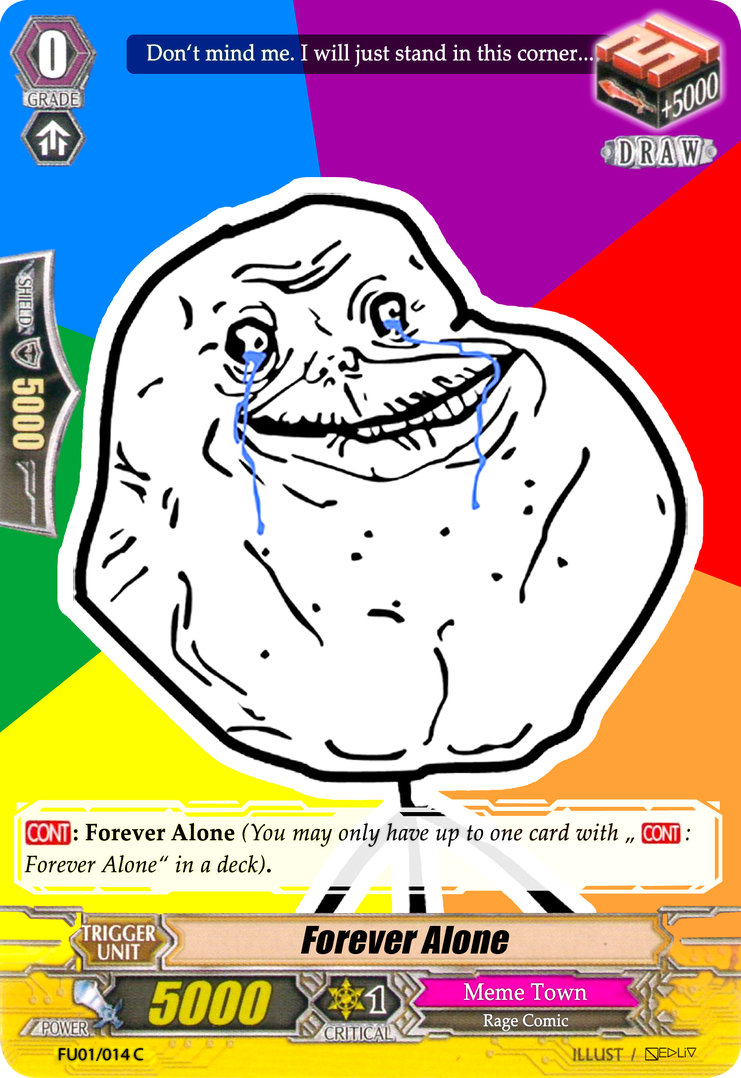 0
GRADE
Don‘t mind me. I will just stand in this corner...
+5000
DRAW
SHIELD
5000
CONT: Forever Alone (You may only have up to one card with „ CONT :
Forever Alone“ in a deck).
TRIGGER
UNIT
Forever Alone
POWER
5000
1
CRITICAL
Meme Town
Rage Comic
FU01/014 C
ILLUST / NEDLIV